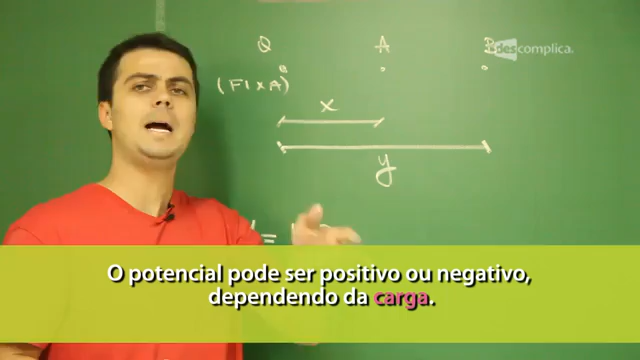 Q A B
descomplica.
(FIXA)
x
y
=
O potencial pode ser positivo ou negativo,
dependendo da carga.